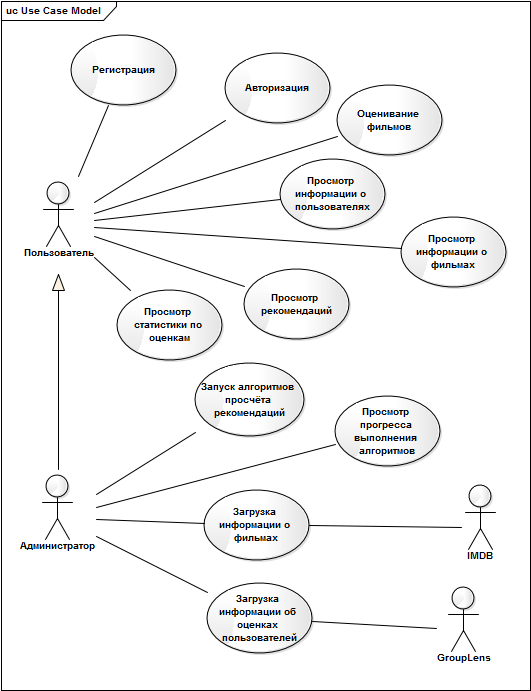 uc Use Case Model
Регистрация
Авторизация
Оценивание
фильмов
Просмотр
информации о
пользователях
Пользователь
Просмотр
информации о
фильмах
Просмотр
рекомендаций
Просмотр
статистики по
оценкам
Запуск алгоритмов
просчёта
рекомендаций
Просмотр
прогресса
выполнения
алгоритмов
Администратор
Загрузка
информации о
фильмах
IMDB
Загрузка
информации об
оценках
пользователей
GroupLens